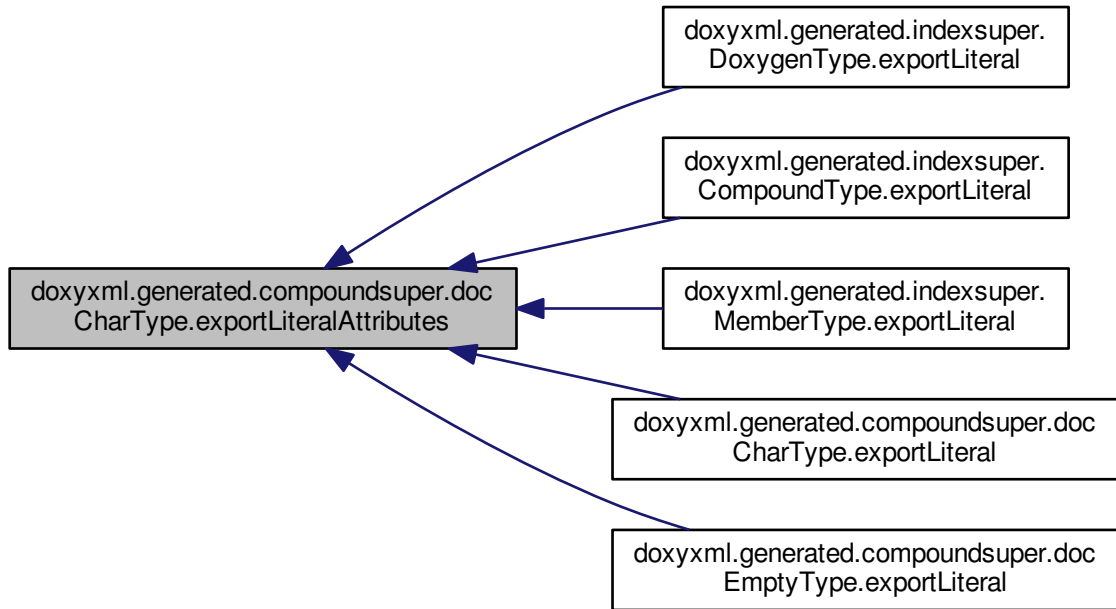 doxyxml.generated.indexsuper.
DoxygenType.exportLiteral
doxyxml.generated.indexsuper.
CompoundType.exportLiteral
doxyxml.generated.compoundsuper.doc
CharType.exportLiteralAttributes
doxyxml.generated.indexsuper.
MemberType.exportLiteral
doxyxml.generated.compoundsuper.doc
CharType.exportLiteral
doxyxml.generated.compoundsuper.doc
EmptyType.exportLiteral